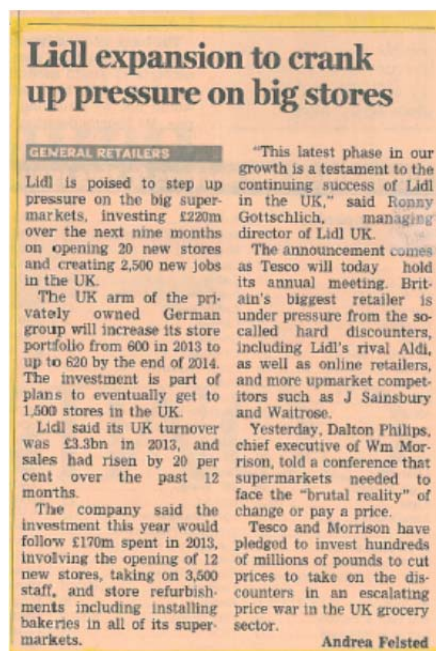 Lidl expansion to crank
up pressure on big stores
GENERAL RETAILERS
Lidl is poised to step up
pressure on the big super-
markets, investing £220m
over the next nine months
on opening 20 new stores
and creating 2,500 new jobs
in the UK.
The UK arm of the pri-
vately owned German
group will increase its store
portfolio from 600 in 2013 to
up to 620 by the end of 2014.
The investment is part of
plans to eventually get to
1,500 stores in the UK.
Lidl said its UK turnover
was £3.3bn in 2013, and
sales had risen by 20 per
cent over the past 12
months.
The company said the
investment this year would
follow £170m spent in 2013,
involving the opening of 12
new stores, taking on 3,500
staff, and store refurbish-
ments including installing
bakeries in all of its super-
markets.
"This latest phase in our
growth is a testament to the
continuing success of Lidl
in the UK," said Ronny
Gottschlich, managing
director of Lidl UK.
The announcement comes
as Tesco will today hold
its annual meeting. Brit-
ain's biggest retailer is
under pressure from the so-
called hard discounters,
including Lidl's rival Aldi,
as well as online retailers,
and more upmarket compet-
itors such as J Sainsbury
and Waitrose.
Yesterday, Dalton Philips,
chief executive of Wm Mor-
rison, told a conference that
supermarkets needed to
face the "brutal reality" of
change or pay a price.
Tesco and Morrison have
pledged to invest hundreds
of millions of pounds to cut
prices to take on the dis-
counters in an escalating
price war in the UK grocery
sector.
Andrea Felsted